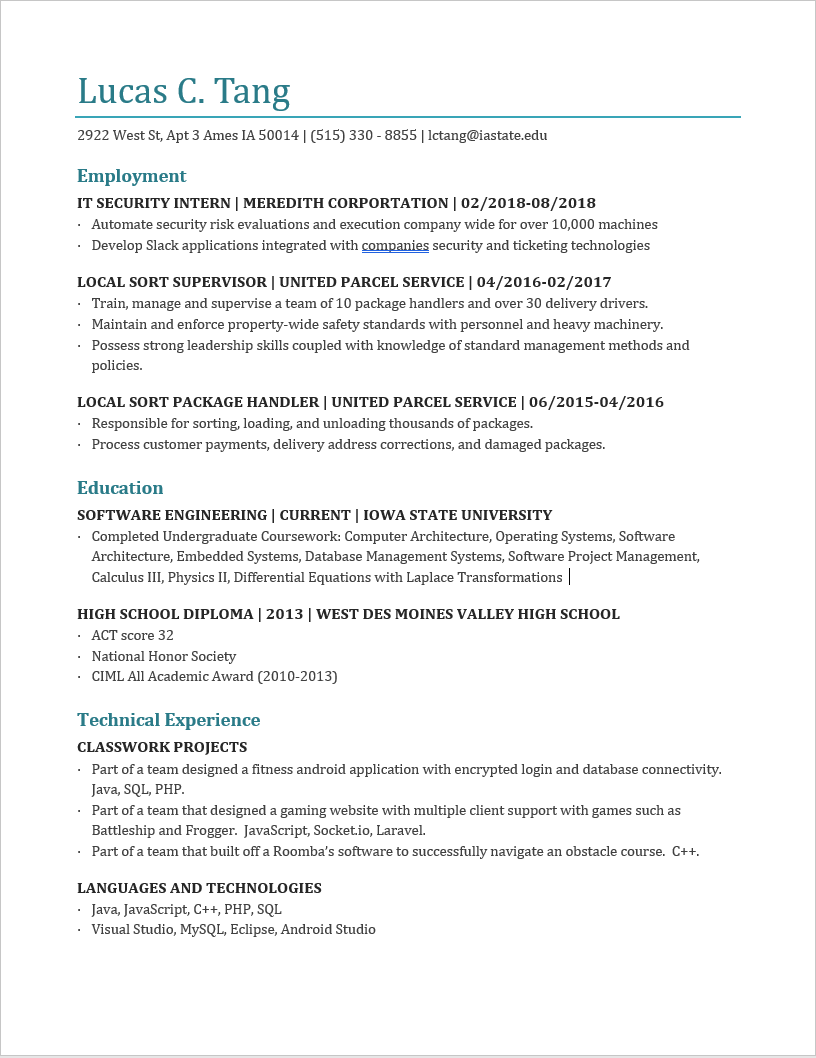 Lucas C. Tang
2922 West St, Apt 3 Ames IA 50014 | (515) 330 - 8855 | lctang@iastate.edu
Employment
IT SECURITY INTERN | MEREDITH CORPORTATION | 02/2018-08/2018
· Automate security risk evaluations and execution company wide for over 10,000 machines
· Develop Slack applications integrated with companies security and ticketing technologies
LOCAL SORT SUPERVISOR | UNITED PARCEL SERVICE | 04/2016-02/2017
· Train, manage and supervise a team of 10 package handlers and over 30 delivery drivers.
· Maintain and enforce property-wide safety standards with personnel and heavy machinery.
· Possess strong leadership skills coupled with knowledge of standard management methods and
policies.
LOCAL SORT PACKAGE HANDLER | UNITED PARCEL SERVICE | 06/2015-04/2016
· Responsible for sorting, loading, and unloading thousands of packages.
· Process customer payments, delivery address corrections, and damaged packages.
Education
SOFTWARE ENGINEERING | CURRENT | IOWA STATE UNIVERSITY
· Completed Undergraduate Coursework: Computer Architecture, Operating Systems, Software
Architecture, Embedded Systems, Database Management Systems, Software Project Management,
Calculus III, Physics II, Differential Equations with Laplace Transformations
HIGH SCHOOL DIPLOMA | 2013 | WEST DES MOINES VALLEY HIGH SCHOOL
· ACT score 32
· National Honor Society
· CIML All Academic Award (2010-2013)
Technical Experience
CLASSWORK PROJECTS
· Part of a team designed a fitness android application with encrypted login and database connectivity.
Java, SQL, PHP.
· Part of a team that designed a gaming website with multiple client support with games such as
Battleship and Frogger.  JavaScript, Socket.io, Laravel.
· Part of a team that built off a Roomba's software to successfully navigate an obstacle course.  C++.
LANGUAGES AND TECHNOLOGIES
· Java, JavaScript, C++, PHP, SQL
· Visual Studio, MySQL, Eclipse, Android Studio